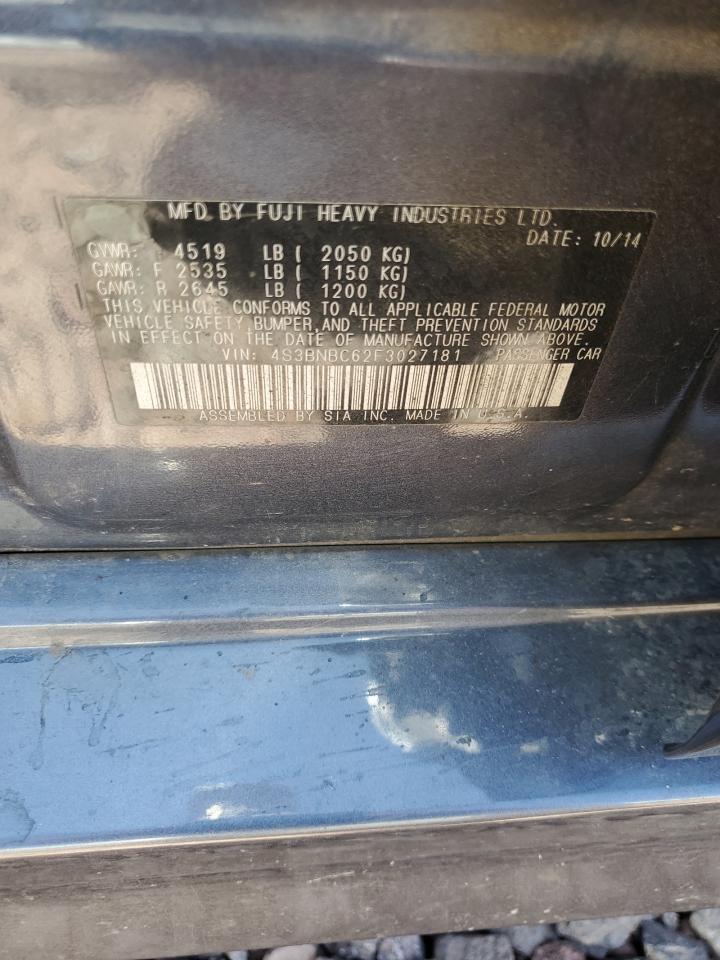 MFD. BY FUJI HEAVY INDUSTRIES LTD.
DATE: 10/14
GVWR: 4519 LB ( 2050 KG)
GAWR: F 2535 LB ( 1150 KG)
GAWR: R 2645 LB ( 1200 KG)
THIS VEHICLE CONFORMS TO ALL APPLICABLE FEDERAL MOTOR
VEHICLE SAFETY, BUMPER, AND THEFT PREVENTION STANDARDS
IN EFFECT ON THE DATE OF MANUFACTURE SHOWN ABOVE.
VIN: 4S3BNBC62F3027181 PASSENGER CAR
ASSEMBLED BY SIA INC. MADE IN U.S.A.